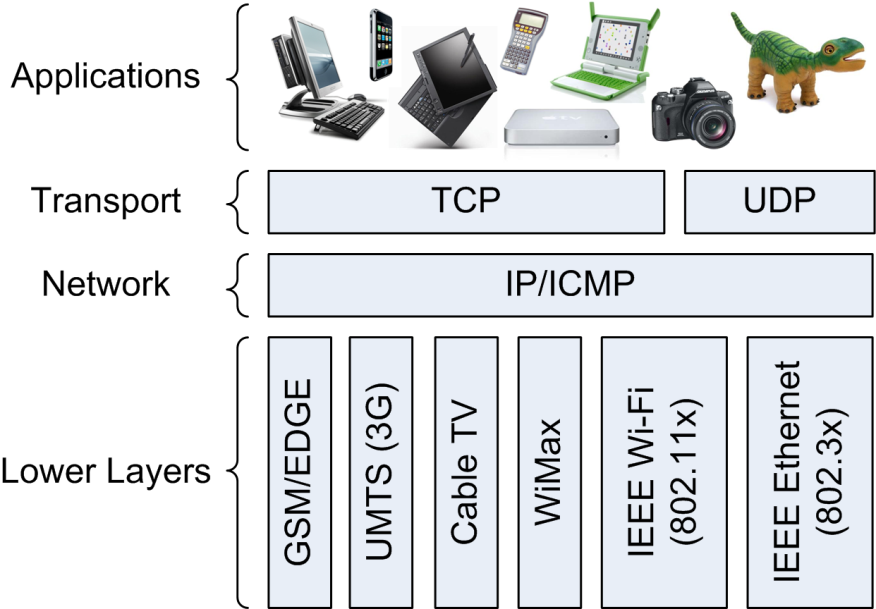 Applications
Transport
TCP
UDP
Network
IP/ICMP
Lower Layers
GSM/EDGE
UMTS (3G)
Cable TV
WiMax
IEEE Wi-Fi
(802.11x)
IEEE Ethernet
(802.3x)